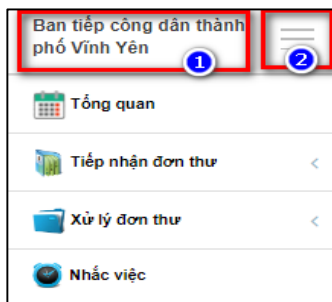 Ban tiếp công dân thành
phố Vĩnh Yên
1
2
Tổng quan
Tiếp nhận đơn thư
Xử lý đơn thư
Nhắc việc